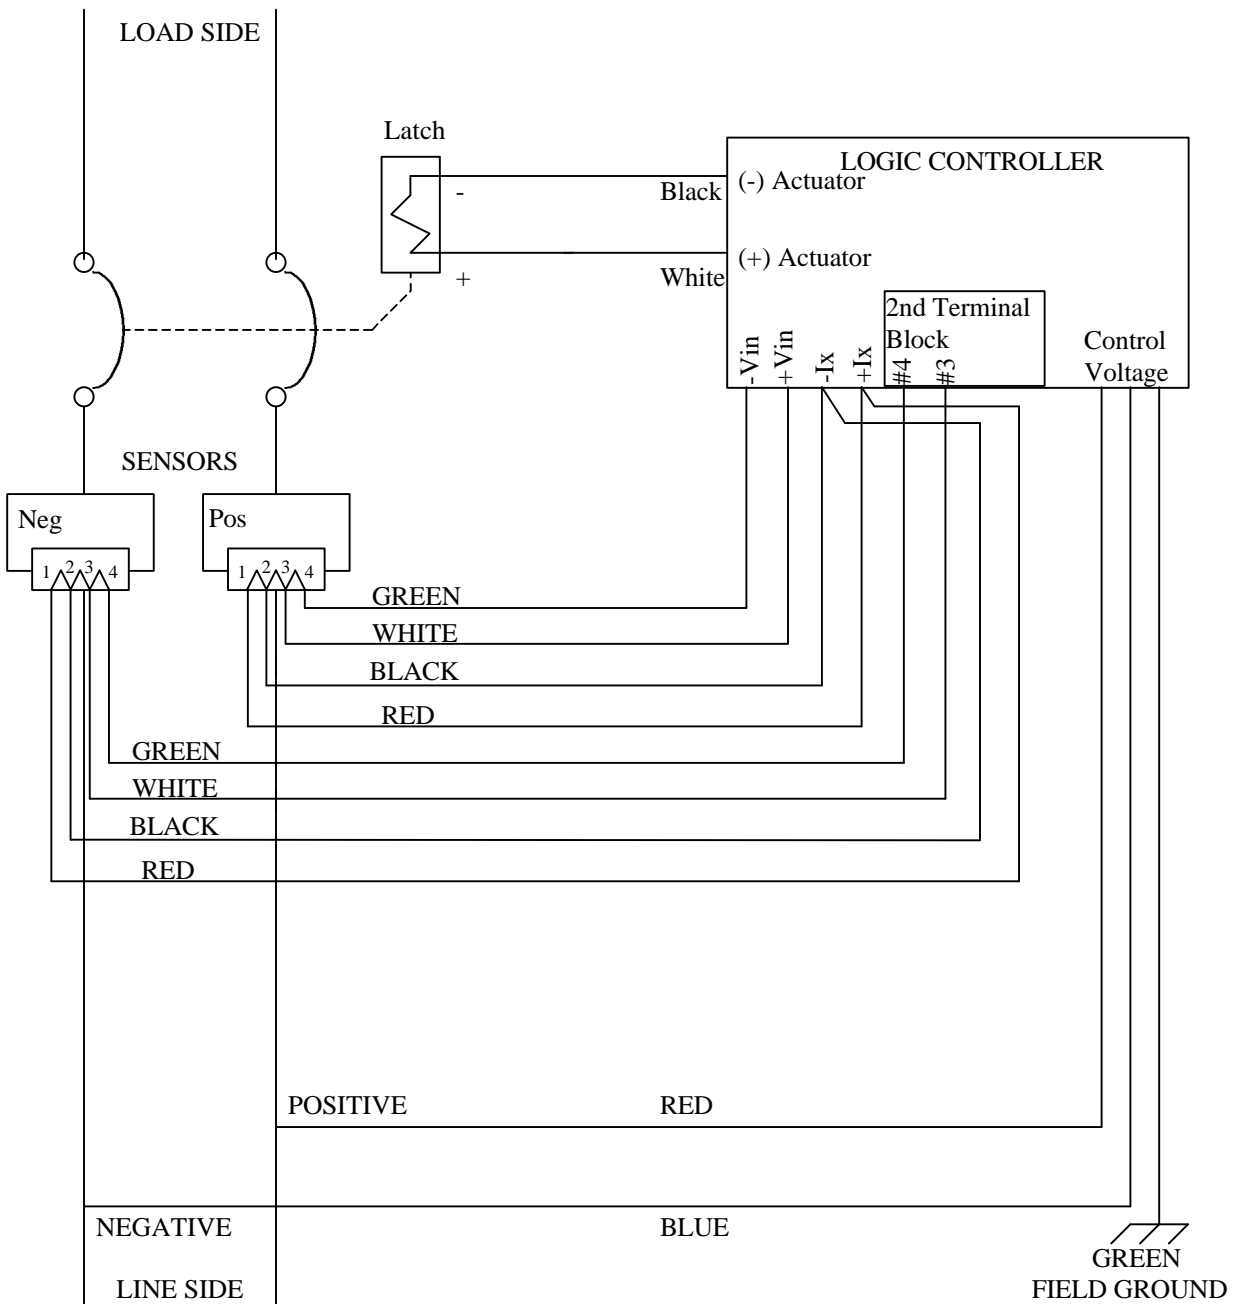 LOAD SIDE
Latch
LOGIC CONTROLLER
-
Black
(-) Actuator
(+) Actuator
+
White
2nd Terminal
Block
-Vin
+Vin
-Ix
+Ix
#4
#3
Control
Voltage
SENSORS
Neg
Pos
1 2 3 4
1 2 3 4
GREEN
WHITE
BLACK
RED
GREEN
WHITE
BLACK
RED
POSITIVE
RED
NEGATIVE
BLUE
GREEN
FIELD GROUND
LINE SIDE